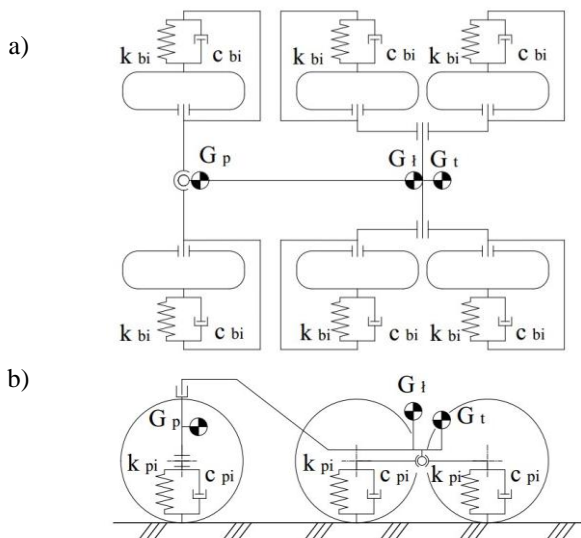 a)
k bi c bi k bi c bi k bi c bi
G p G ł G t
k bi c bi k bi c bi k bi c bi
b)
G ł
G p G t
k pi c pi k pi c pi k pi c pi